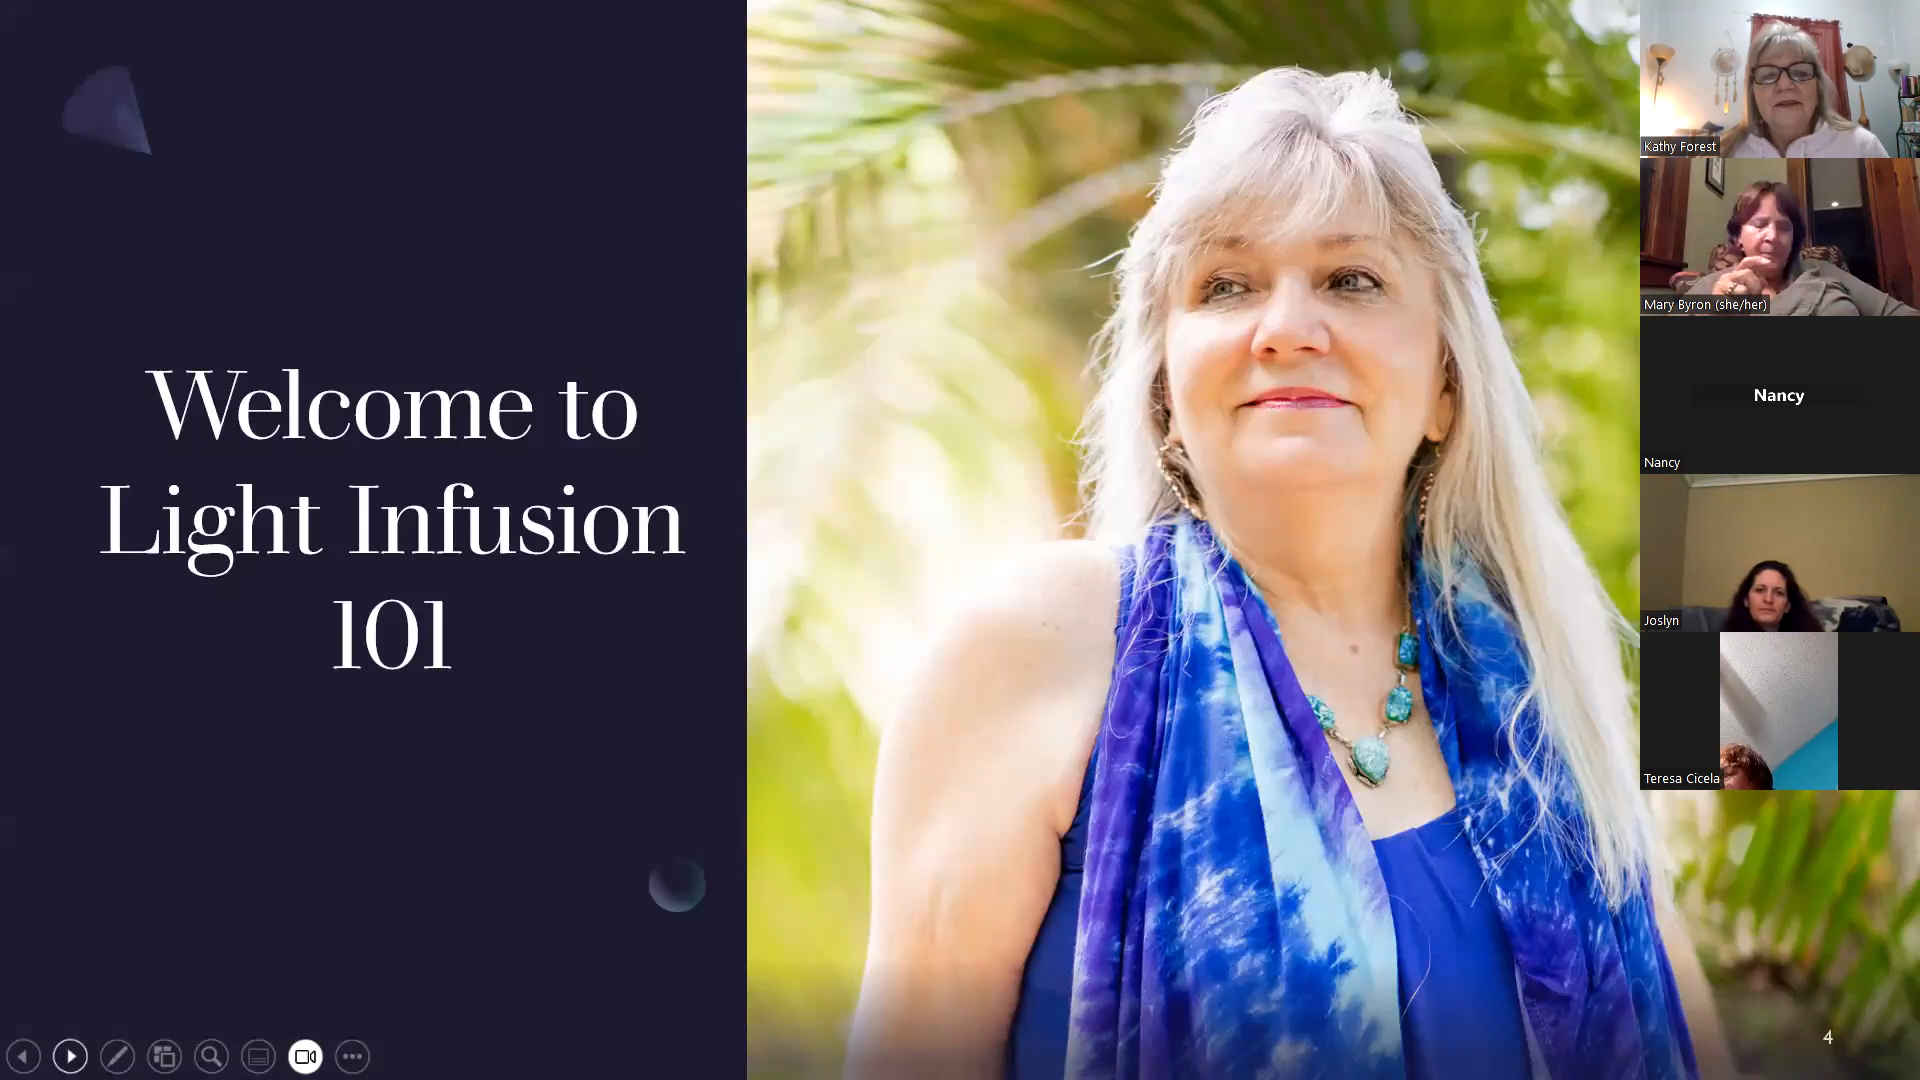 Welcome to
Light Infusion
101
Kathy Forest
Mary Byron (she/her)
Nancy
Nancy
Joslyn
Teresa Cicela
4